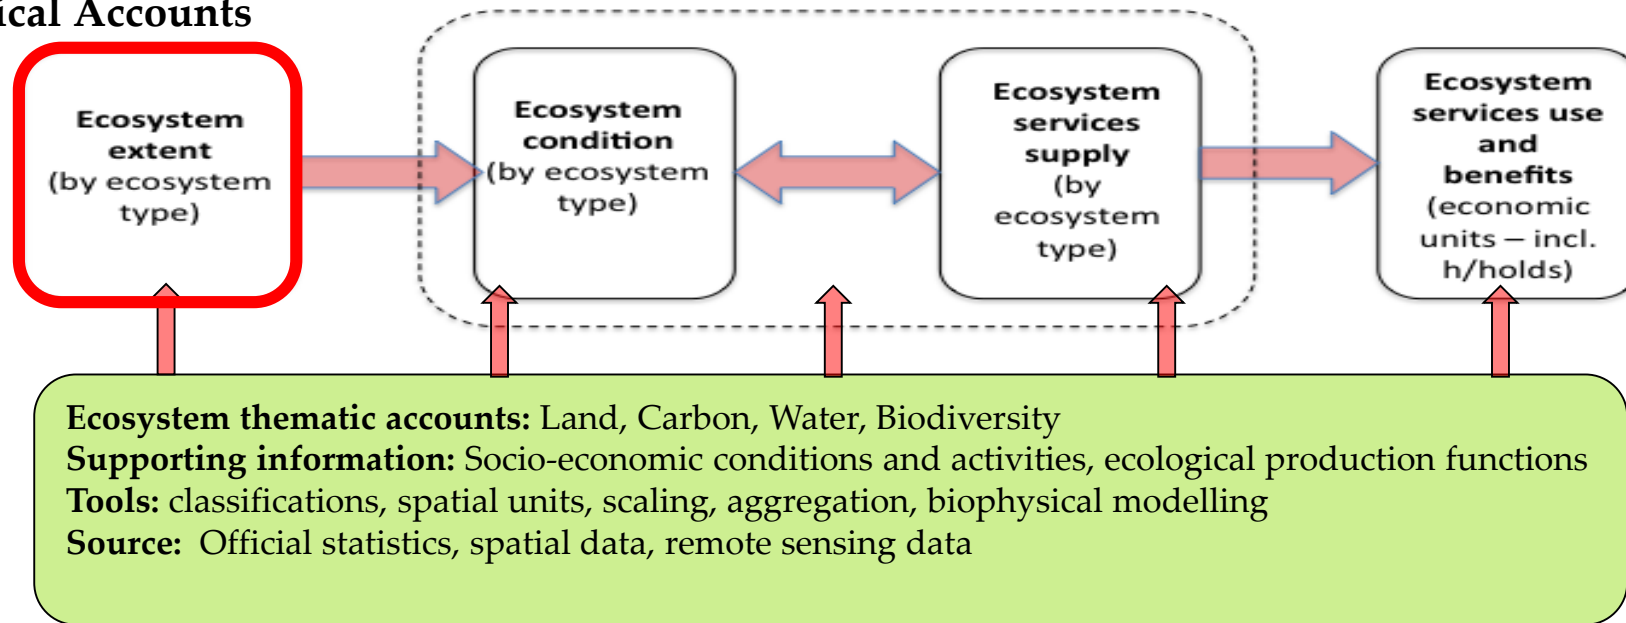 ical Accounts
Ecosystem
extent
(by ecosystem
type)
Ecosystem
condition
(by ecosystem
type)
Ecosystem
services
supply
(by
ecosystem
type)
Ecosystem
services use
and
benefits
(economic
units – incl.
h/holds)
Ecosystem thematic accounts: Land, Carbon, Water, Biodiversity
Supporting information: Socio-economic conditions and activities, ecological production functions
Tools: classifications, spatial units, scaling, aggregation, biophysical modelling
Source:  Official statistics, spatial data, remote sensing data